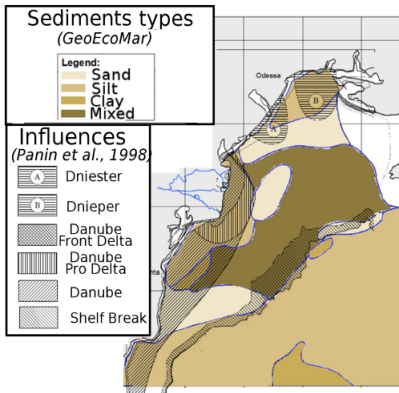 Sediments types
(GeoEcoMar)
Legend:
Sand
Silt
Clay
Mixed
Influences
(Panin et al., 1998)
A Dniester
B Dnieper
Danube
Front Delta
Danube
Pro Delta
Danube
Shelf Break
Odessa
B
A
nta